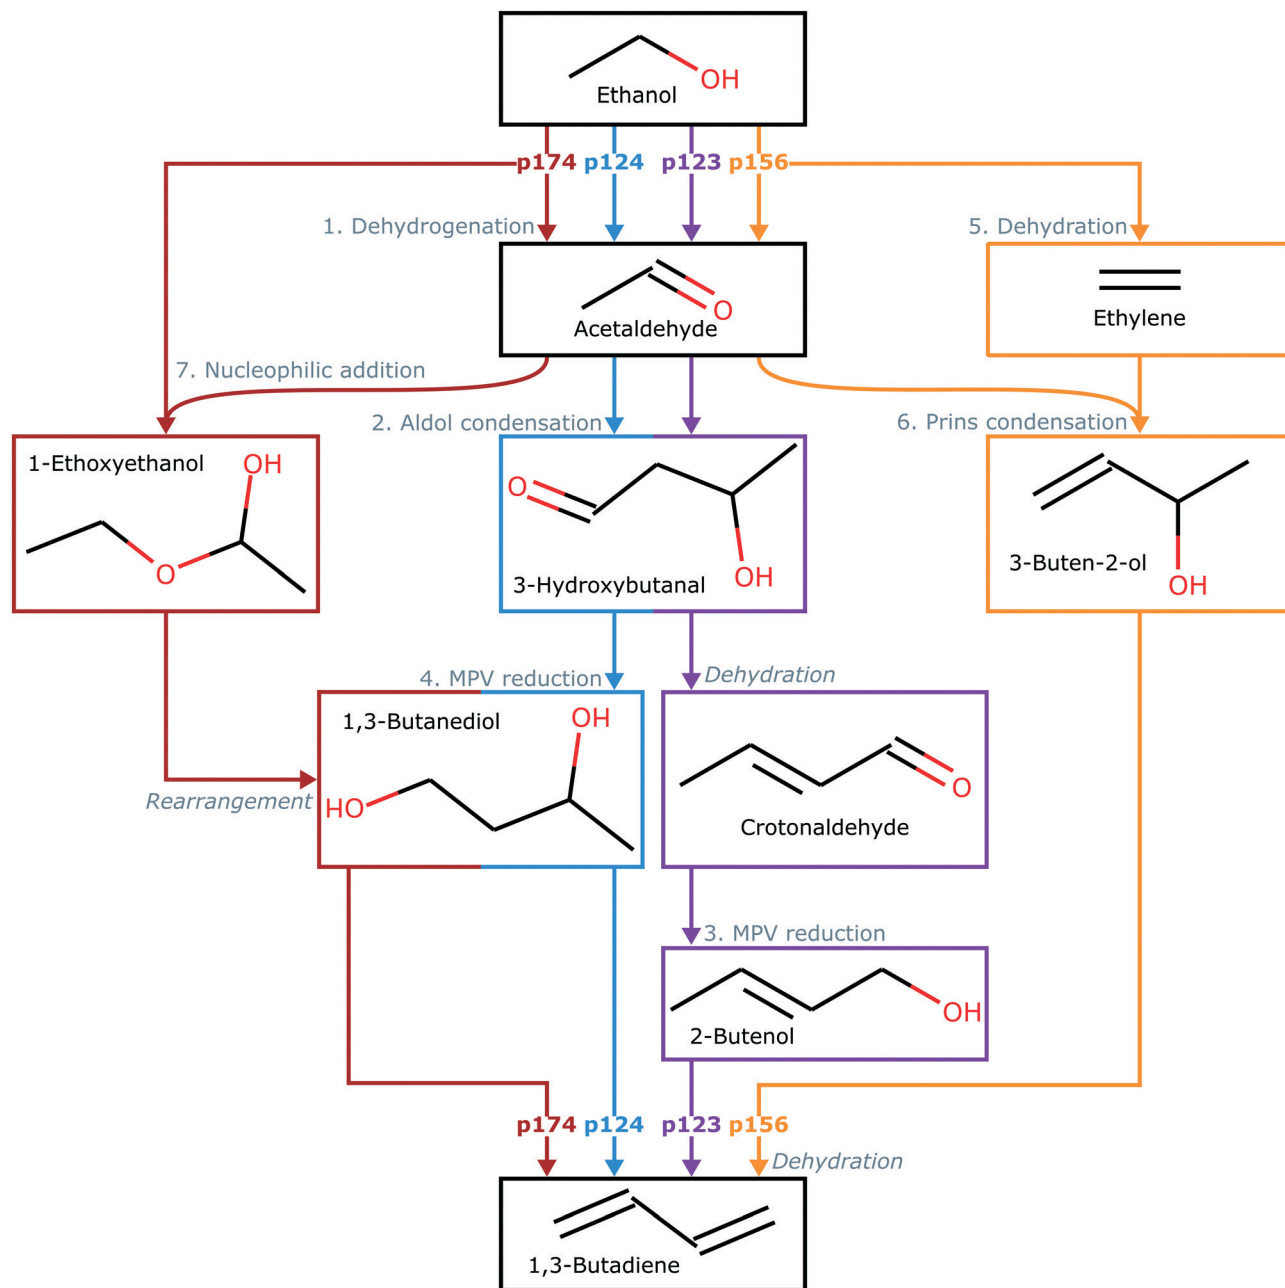 OH
Ethanol
p174 p124 p123 p156
1. Dehydrogenation
5. Dehydration
O
Acetaldehyde
Ethylene
7. Nucleophilic addition
2. Aldol condensation
6. Prins condensation
1-Ethoxyethanol
OH
O
O
OH
3-Hydroxybutanal
3-Buten-2-ol
OH
4. MPV reduction
Dehydration
1,3-Butanediol
OH
HO
Rearrangement
O
Crotonaldehyde
3. MPV reduction
OH
2-Butenol
p174 p124 p123 p156
Dehydration
1,3-Butadiene